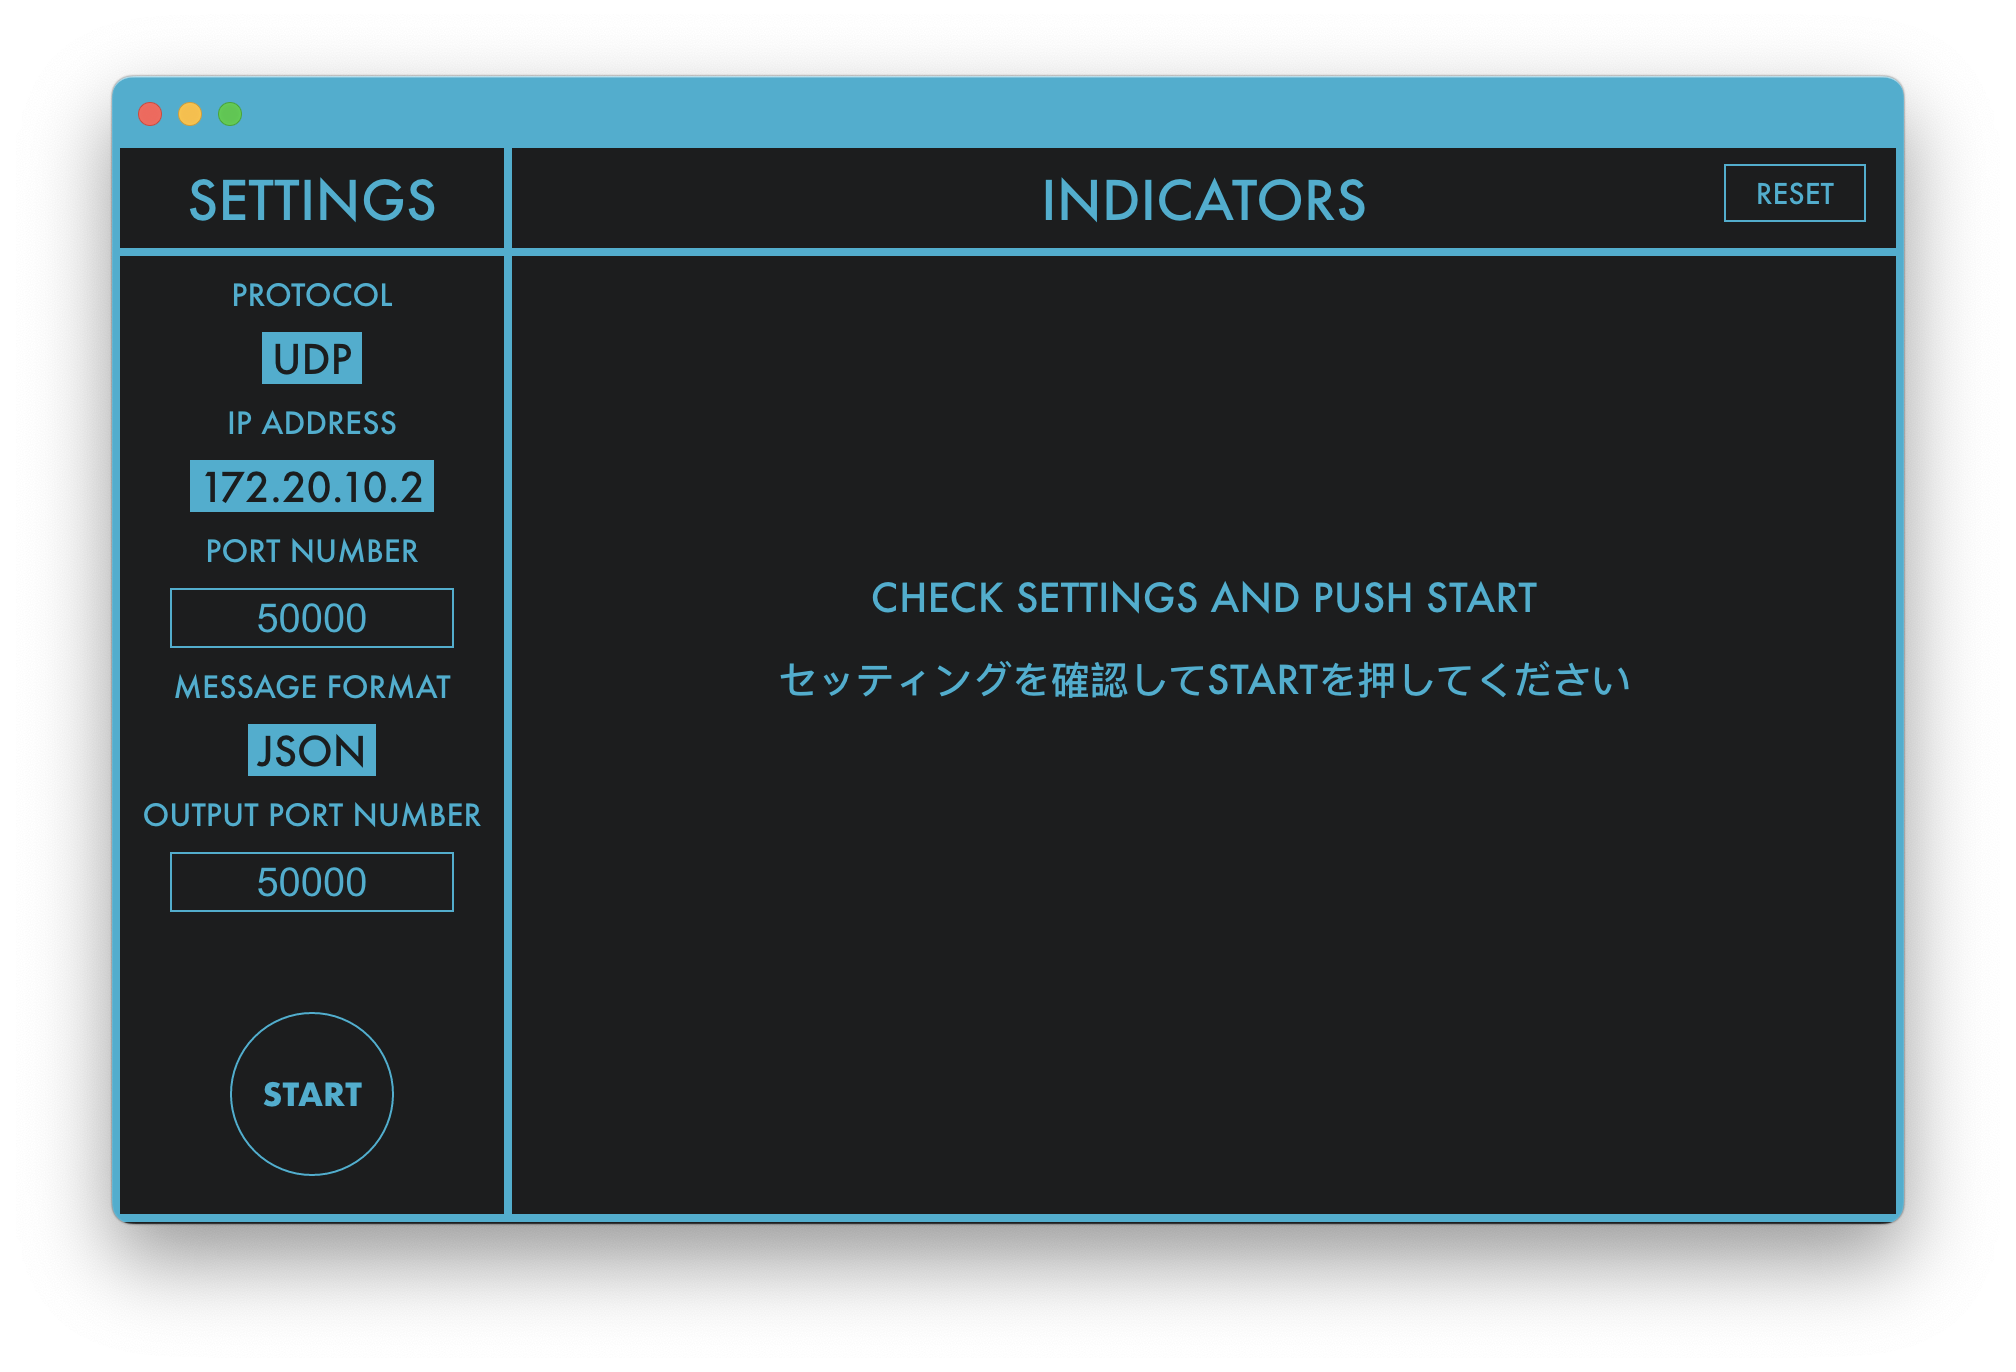 SETTINGS
INDICATORS
RESET
PROTOCOL
UDP
IP ADDRESS
172.20.10.2
PORT NUMBER
50000
MESSAGE FORMAT
JSON
OUTPUT PORT NUMBER
50000
START
CHECK SETTINGS AND PUSH START
セッティングを確認してSTARTを押してください